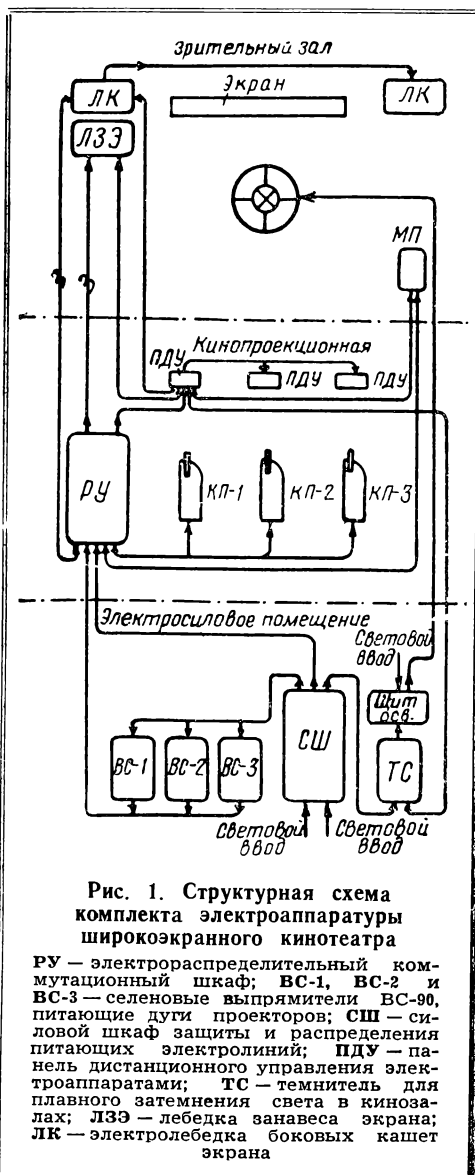 Зрительный зал
ЛК
Экран
ЛК
ЛЗЭ
МП
Кинопроекционная
ПДУ
ПДУ
ПДУ
РУ
КП-1
КП-2
КП-3
Электросиловое помещение
Световой
ввод
Щит
осв.
ВС-1
ВС-2
ВС-3
СШ
ТС
Световой
ввод
Световой
ввод
Рис. 1. Структурная схема
комплекта электроаппаратуры
широкоэкранного кинотеатра
РУ — электрораспределительный ком-
мутационный шкаф; ВС-1, ВС-2 и
ВС-3 — селеновые выпрямители ВС-90,
питающие дуги проекторов; СШ — си-
ловой шкаф защиты и распределения
питающих электролиний; ПДУ — па-
нель дистанционного управления элек-
троаппаратами; ТС — темнитель для
плавного затемнения света в киноза-
лах; ЛЗЭ — лебедка занавеса экрана;
ЛК — электролебедка боковых кашет
экрана